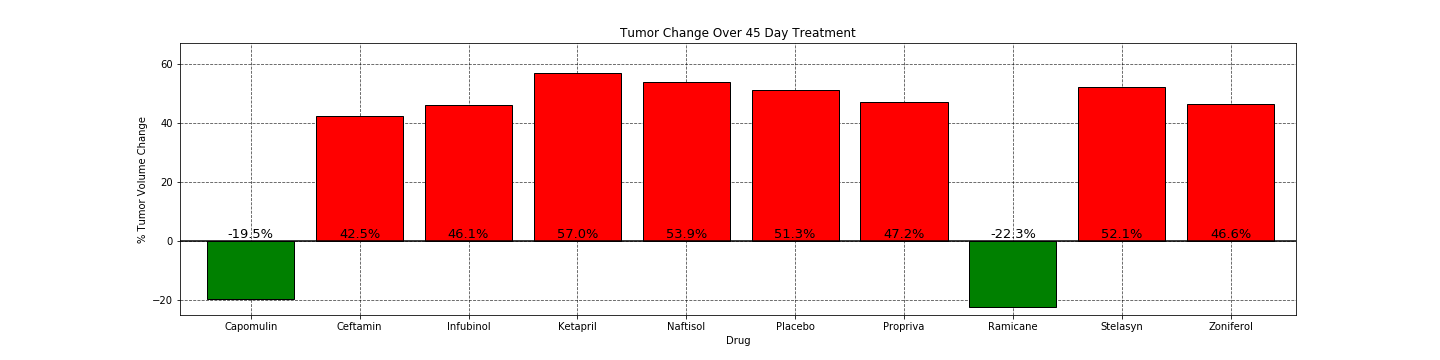 Tumor Change Over 45 Day Treatment
% Tumor Volume Change
60
40
20
0
−20
-19.5% 42.5% 46.1% 57.0% 53.9% 51.3% 47.2% -22.3% 52.1% 46.6%
Capomulin Ceftamin Infubinol Ketapril Naftisol Placebo Propriva Ramicane Stelasyn Zoniferol
Drug